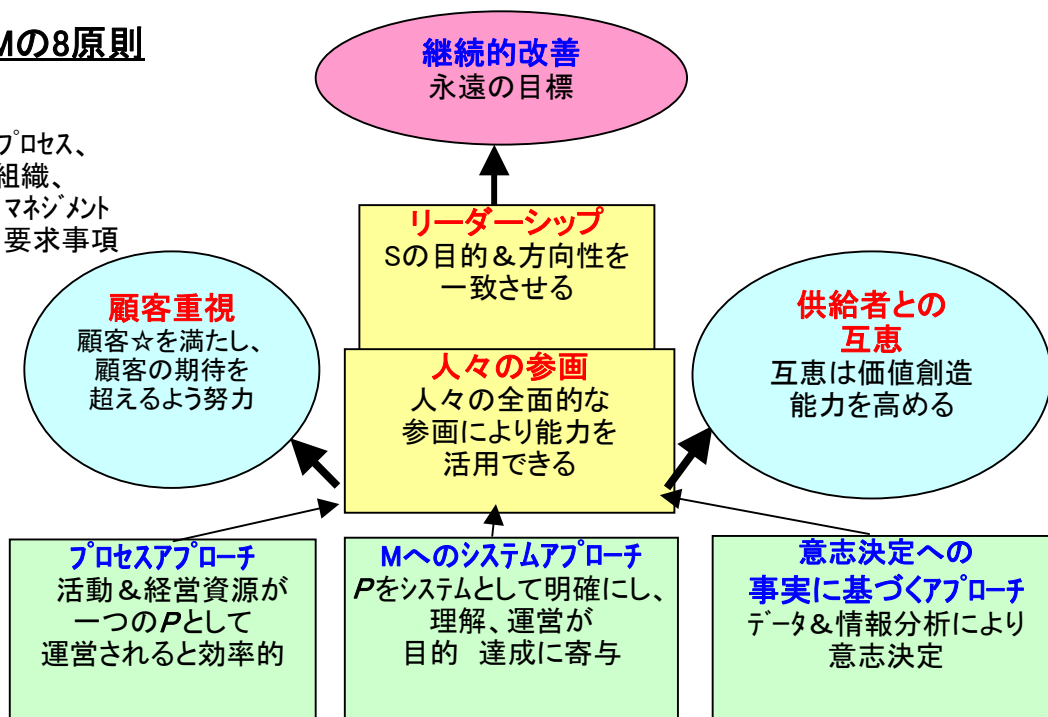 Mの8原則
プロセス、
組織、
マネジメント
要求事項
継続的改善
永遠の目標
リーダーシップ
Sの目的&方向性を
一致させる
顧客重視
顧客☆を満たし、
顧客の期待を
超えるよう努力
人々の参画
人々の全面的な
参画により能力を
活用できる
供給者との
互恵
互恵は価値創造
能力を高める
プロセスアプローチ
活動&経営資源が
一つのPとして
運営されると効率的
Mへのシステムアプローチ
Pをシステムとして明確にし、
理解、運営が
目的 達成に寄与
意志決定への
事実に基づくアプローチ
データ&情報分析により
意志決定